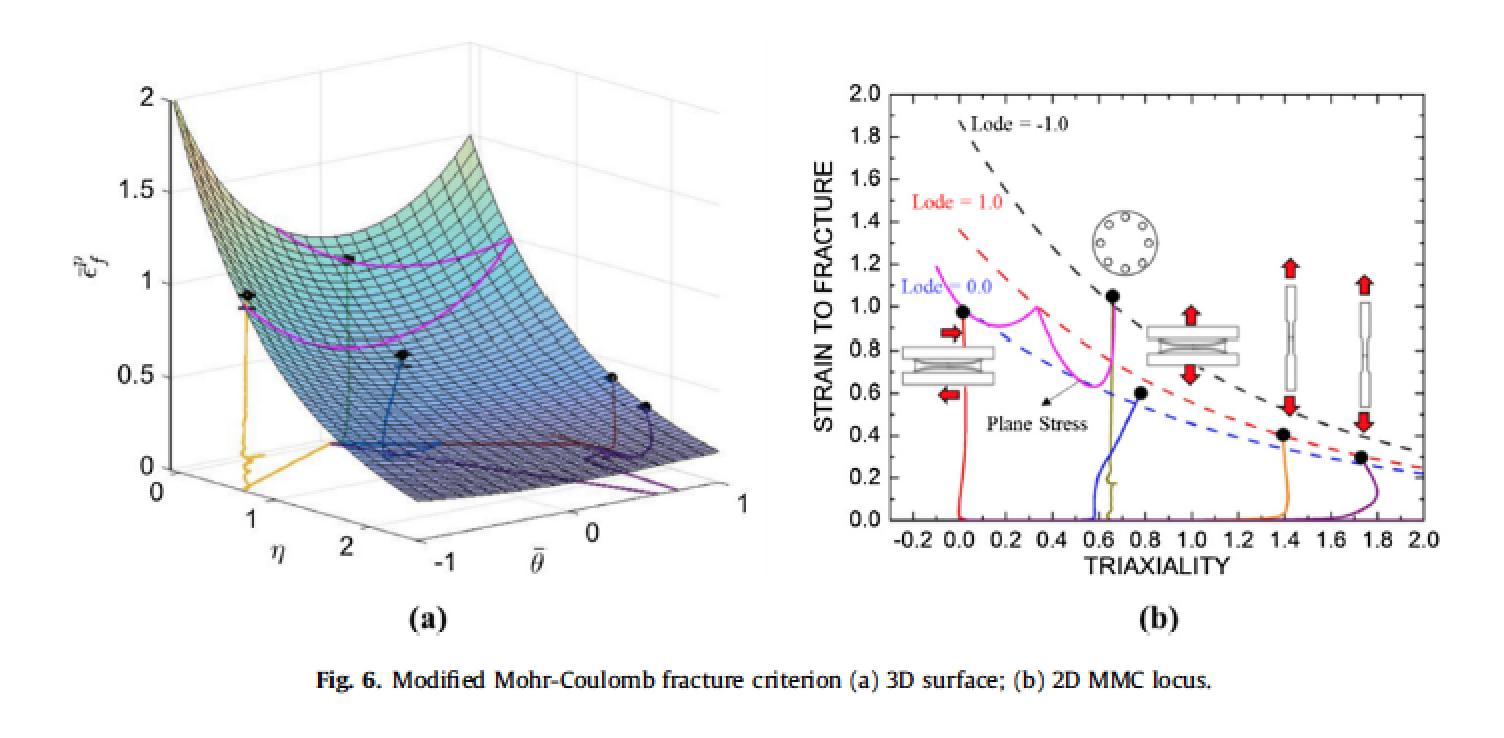 2
1.5
1
0.5
0
ε̄ᵖf
0
1
2
η
-1
0
1
θ̄
(a)
2.0
1.8
1.6
1.4
1.2
1.0
0.8
0.6
0.4
0.2
0.0
STRAIN TO FRACTURE
Lode = -1.0
Lode = 1.0
Lode = 0.0
Plane Stress
-0.2 0.0 0.2 0.4 0.6 0.8 1.0 1.2 1.4 1.6 1.8 2.0
TRIAXIALITY
(b)
Fig. 6. Modified Mohr-Coulomb fracture criterion (a) 3D surface; (b) 2D MMC locus.